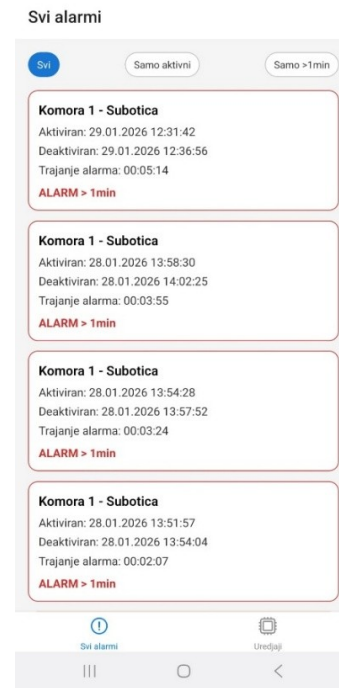 Svi alarmi
Svi
Samo aktivni
Samo >1min
Komora 1 - Subotica
Aktiviran: 29.01.2026 12:31:42
Deaktiviran: 29.01.2026 12:36:56
Trajanje alarma: 00:05:14
ALARM > 1min
Komora 1 - Subotica
Aktiviran: 28.01.2026 13:58:30
Deaktiviran: 28.01.2026 14:02:25
Trajanje alarma: 00:03:55
ALARM > 1min
Komora 1 - Subotica
Aktiviran: 28.01.2026 13:54:28
Deaktiviran: 28.01.2026 13:57:52
Trajanje alarma: 00:03:24
ALARM > 1min
Komora 1 - Subotica
Aktiviran: 28.01.2026 13:51:57
Deaktiviran: 28.01.2026 13:54:04
Trajanje alarma: 00:02:07
ALARM > 1min
Svi alarmi
Uredjaji